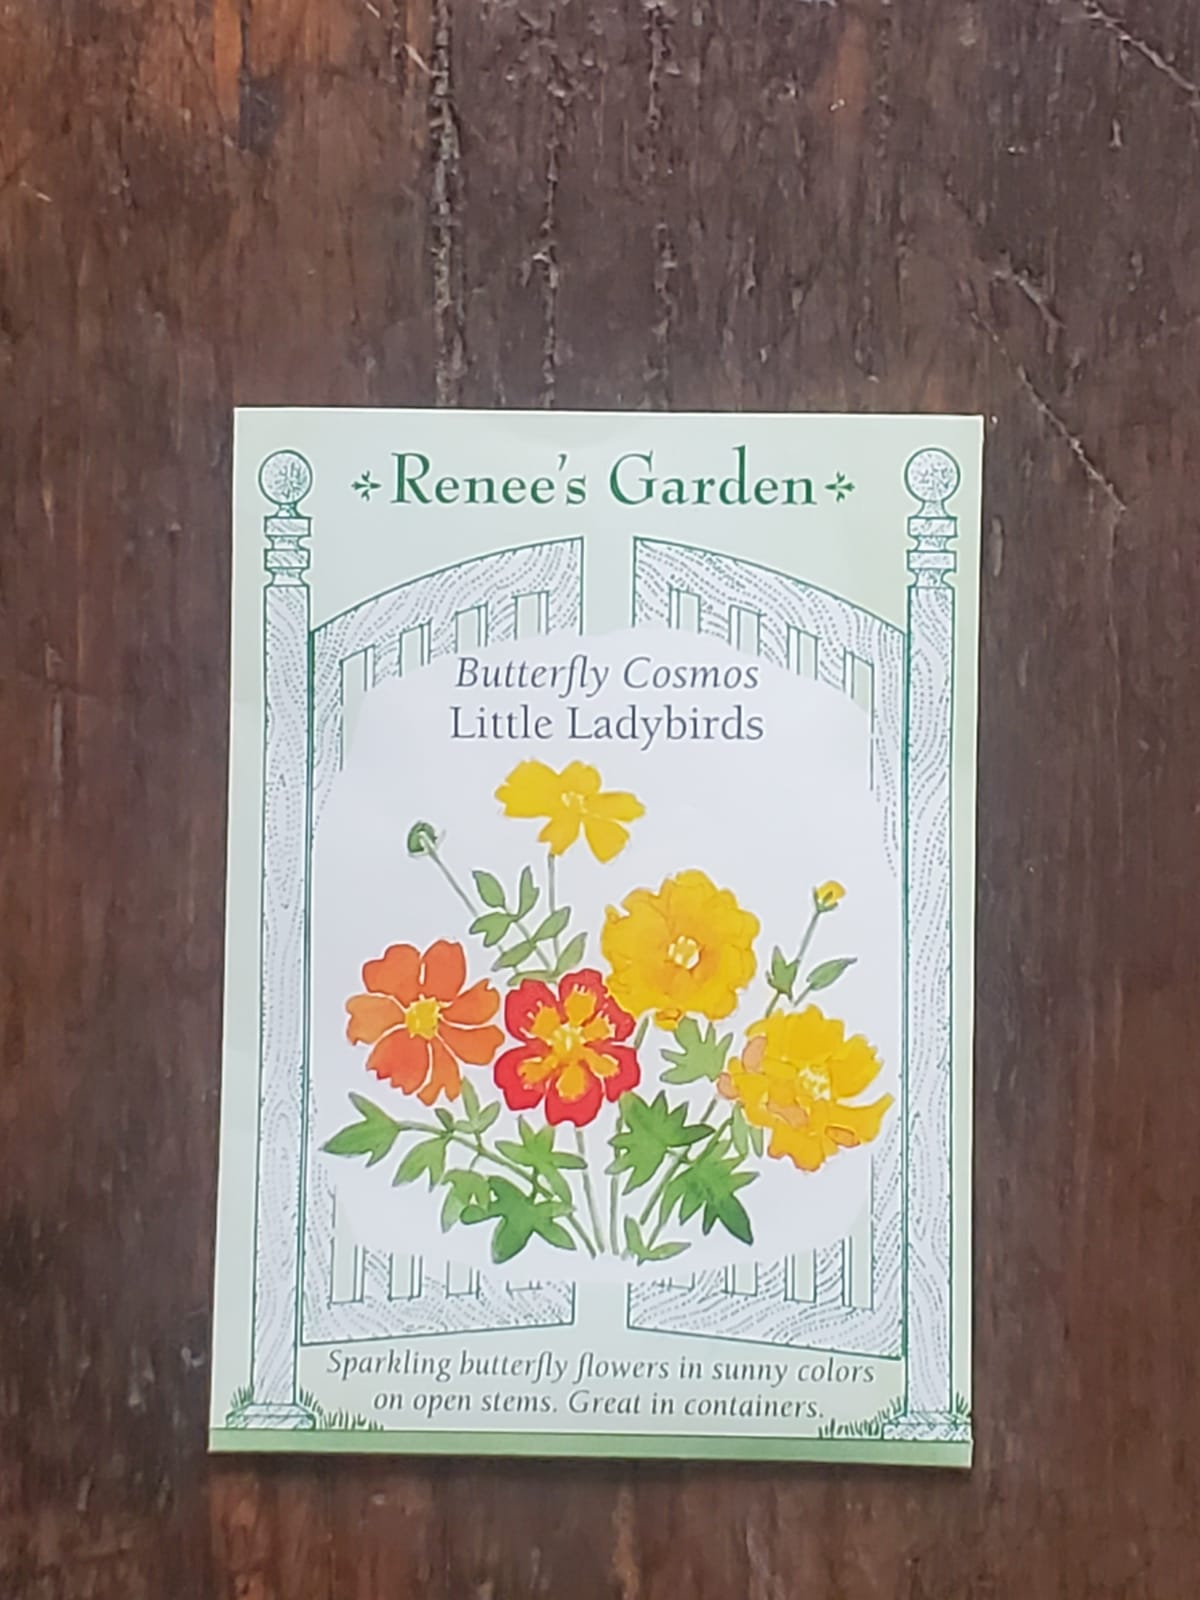 Renee's Garden
Butterfly Cosmos
Little Ladybirds
Sparkling butterfly flowers in sunny colors
on open stems. Great in containers.